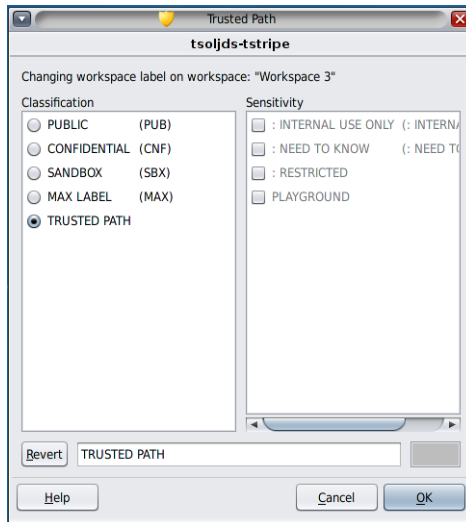 Trusted Path
tsoljds-tstripe
Changing workspace label on workspace: "Workspace 3"
Classification
PUBLIC (PUB)
CONFIDENTIAL (CNF)
SANDBOX (SBX)
MAX LABEL (MAX)
TRUSTED PATH
Sensitivity
: INTERNAL USE ONLY (: INTERNA
: NEED TO KNOW (: NEED TO
: RESTRICTED
PLAYGROUND
Revert TRUSTED PATH
Help Cancel OK